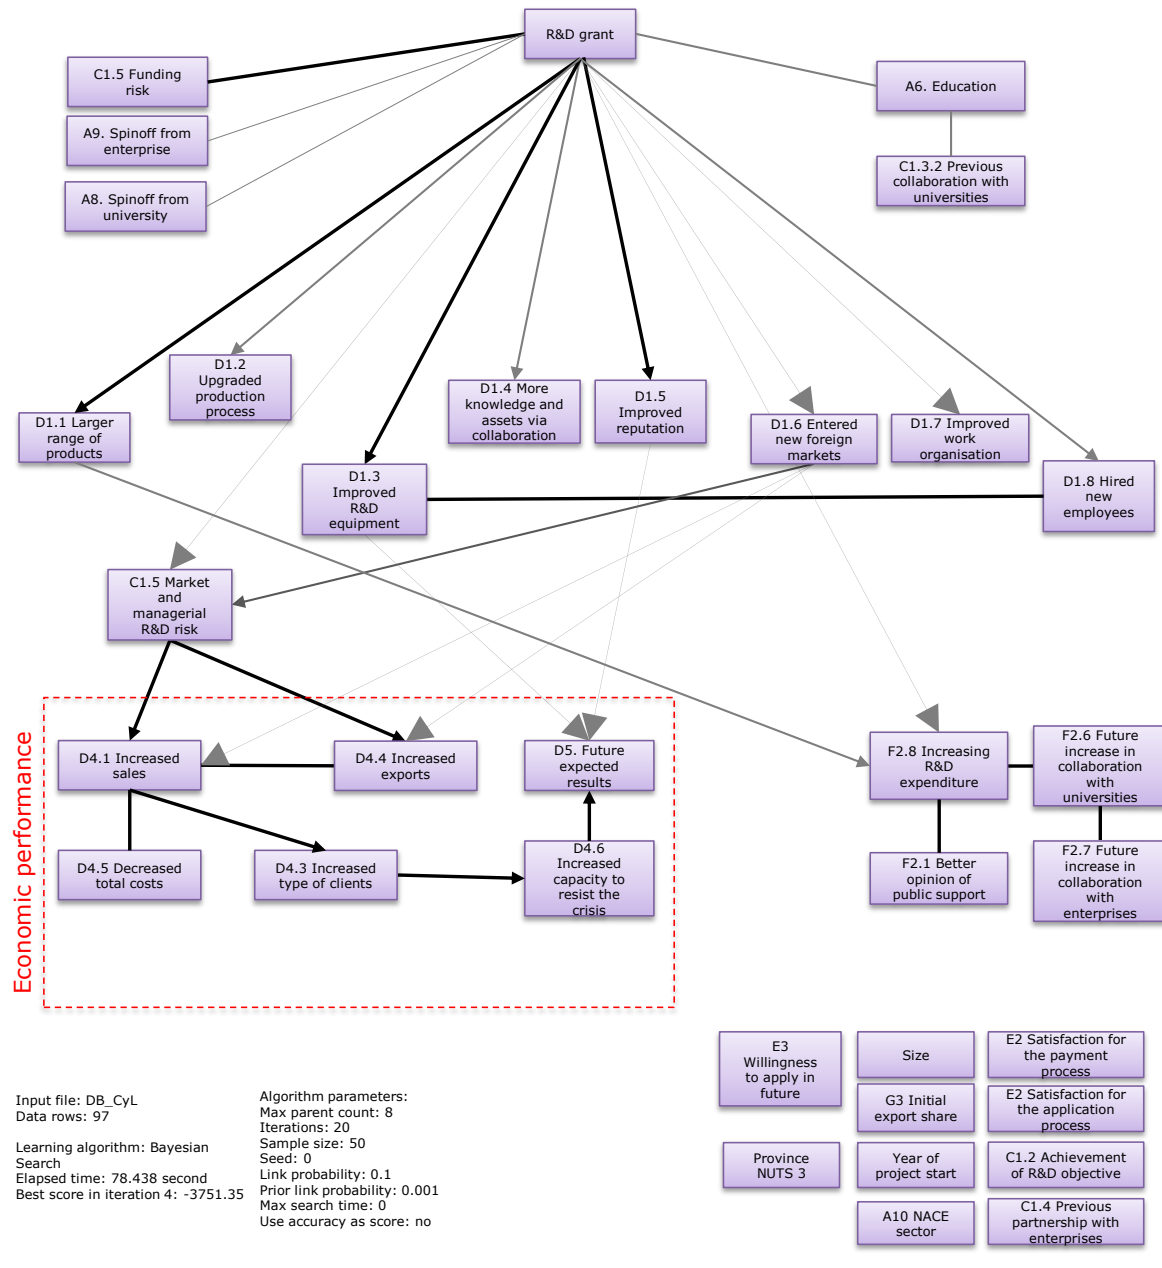 R&D grant
C1.5 Funding
risk
A9. Spinoff from
enterprise
A8. Spinoff from
university
A6. Education
C1.3.2 Previous
collaboration with
universities
D1.2
Upgraded
production
process
D1.1 Larger
range of
products
D1.3
Improved
R&D
equipment
D1.4 More
knowledge and
assets via
collaboration
D1.5
Improved
reputation
D1.6 Entered
new foreign
markets
D1.7 Improved
work
organisation
D1.8 Hired
new
employees
C1.5 Market
and
managerial
R&D risk
Economic performance
D4.1 Increased
sales
D4.4 Increased
exports
D5. Future
expected
results
D4.5 Decreased
total costs
D4.3 Increased
type of clients
D4.6
Increased
capacity to
resist the
crisis
F2.8 Increasing
R&D
expenditure
F2.6 Future
increase in
collaboration
with
universities
F2.1 Better
opinion of
public support
F2.7 Future
increase in
collaboration
with
enterprises
Input file: DB_CyL
Data rows: 97
Learning algorithm: Bayesian
Search
Elapsed time: 78.438 second
Best score in iteration 4: -3751.35
Algorithm parameters:
Max parent count: 8
Iterations: 20
Sample size: 50
Seed: 0
Link probability: 0.1
Prior link probability: 0.001
Max search time: 0
Use accuracy as score: no
E3
Willingness
to apply in
future
Size
E2 Satisfaction for
the payment
process
G3 Initial
export share
E2 Satisfaction for
the application
process
Province
NUTS 3
Year of
project start
C1.2 Achievement
of R&D objective
A10 NACE
sector
C1.4 Previous
partnership with
enterprises